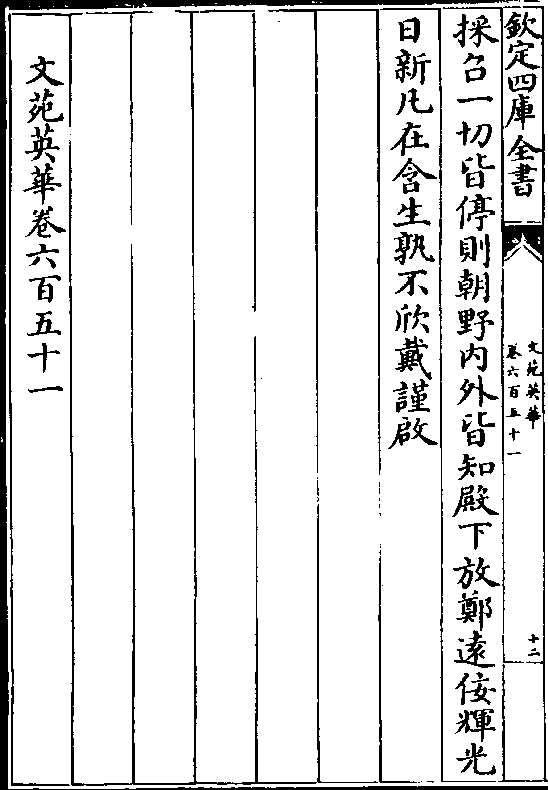 欽定四庫全書
文苑英華
卷六百五十一
十二
採召一切皆停則朝野内外皆知殿下放鄭遠佞輝光
日新凡在含生孰不欣戴謹啟
文苑英華卷六百五十一